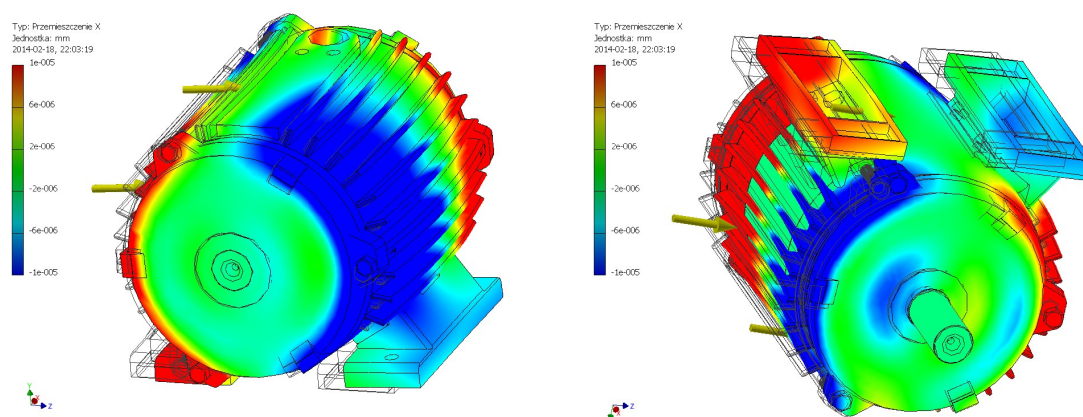 Typ: Przemieszczenie X
Jednostka: mm
2014-02-18, 22:03:19
1e-005
6e-006
2e-006
-2e-006
-6e-006
-1e-005
Y
X
Z
Typ: Przemieszczenie X
Jednostka: mm
2014-02-18, 22:03:19
1e-005
6e-006
2e-006
-2e-006
-6e-006
-1e-005
X
Z